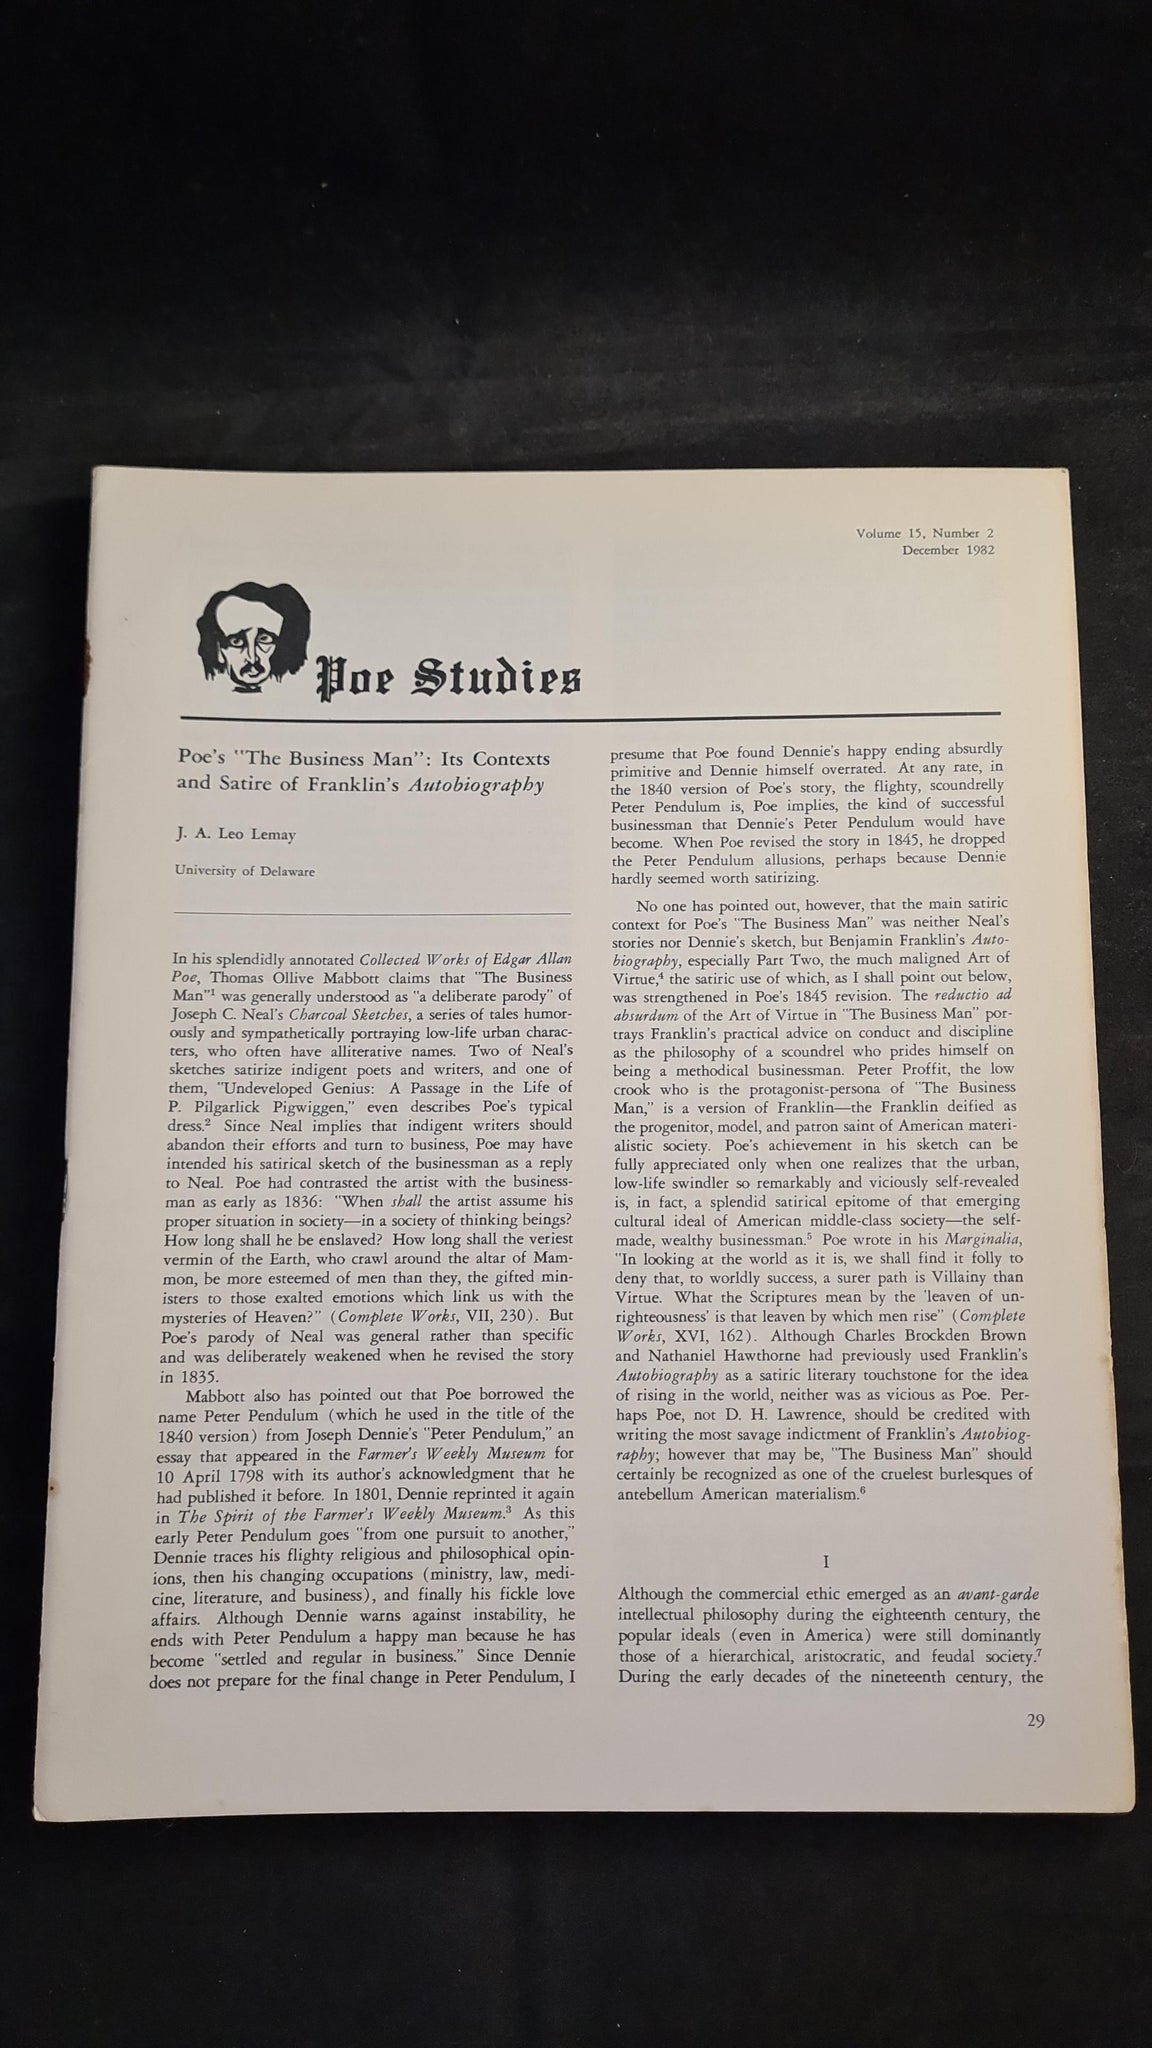 Volume 15, Number 2
December 1982
Poe Studies
Poe's "The Business Man": Its Contexts
and Satire of Franklin's Autobiography
J. A. Leo Lemay
University of Delaware
In his splendidly annotated Collected Works of Edgar Allan
Poe, Thomas Ollive Mabbott claims that "The Business
Man"¹ was generally understood as "a deliberate parody" of
Joseph C. Neal's Charcoal Sketches, a series of tales humor-
ously and sympathetically portraying low-life urban charac-
ters, who often have alliterative names. Two of Neal's
sketches satirize indigent poets and writers, and one of
them, "Undeveloped Genius: A Passage in the Life of
P. Pilgarlick Pigwiggen," even describes Poe's typical
dress.² Since Neal implies that indigent writers should
abandon their efforts and turn to business, Poe may have
intended his satirical sketch of the businessman as a reply
to Neal. Poe had contrasted the artist with the business-
man as early as 1836: "When shall the artist assume his
proper situation in society—in a society of thinking beings?
How long shall he be enslaved? How long shall the veriest
vermin of the Earth, who crawl around the altar of Mam-
mon, be more esteemed of men than they, the gifted min-
isters to those exalted emotions which link us with the
mysteries of Heaven?" (Complete Works, VII, 230). But
Poe's parody of Neal was general rather than specific
and was deliberately weakened when he revised the story
in 1835.
Mabbott also has pointed out that Poe borrowed the
name Peter Pendulum (which he used in the title of the
1840 version) from Joseph Dennie's "Peter Pendulum," an
essay that appeared in the Farmer's Weekly Museum for
10 April 1798 with its author's acknowledgment that he
had published it before. In 1801, Dennie reprinted it again
in The Spirit of the Farmer's Weekly Museum.³ As this
early Peter Pendulum goes "from one pursuit to another,"
Dennie traces his flighty religious and philosophical opin-
ions, then his changing occupations (ministry, law, medi-
cine, literature, and business), and finally his fickle love
affairs. Although Dennie warns against instability, he
ends with Peter Pendulum a happy man because he has
become "settled and regular in business." Since Dennie
does not prepare for the final change in Peter Pendulum, I
presume that Poe found Dennie's happy ending absurdly
primitive and Dennie himself overrated. At any rate, in
the 1840 version of Poe's story, the flighty, scoundrelly
Peter Pendulum is, Poe implies, the kind of successful
businessman that Dennie's Peter Pendulum would have
become. When Poe revised the story in 1845, he dropped
the Peter Pendulum allusions, perhaps because Dennie
hardly seemed worth satirizing.
No one has pointed out, however, that the main satiric
context for Poe's "The Business Man" was neither Neal's
stories nor Dennie's sketch, but Benjamin Franklin's Auto-
biography, especially Part Two, the much maligned Art of
Virtue,⁴ the satiric use of which, as I shall point out below,
was strengthened in Poe's 1845 revision. The reductio ad
absurdum of the Art of Virtue in "The Business Man" por-
trays Franklin's practical advice on conduct and discipline
as the philosophy of a scoundrel who prides himself on
being a methodical businessman. Peter Proffit, the low
crook who is the protagonist-persona of "The Business
Man," is a version of Franklin—the Franklin deified as
the progenitor, model, and patron saint of American materi-
alistic society. Poe's achievement in his sketch can be
fully appreciated only when one realizes that the urban,
low-life swindler so remarkably and viciously self-revealed
is, in fact, a splendid satirical epitome of that emerging
cultural ideal of American middle-class society—the self-
made, wealthy businessman.⁵ Poe wrote in his Marginalia,
"In looking at the world as it is, we shall find it folly to
deny that, to worldly success, a surer path is Villainy than
Virtue. What the Scriptures mean by the 'leaven of un-
righteousness' is that leaven by which men rise" (Complete
Works, XVI, 162). Although Charles Brockden Brown
and Nathaniel Hawthorne had previously used Franklin's
Autobiography as a satiric literary touchstone for the idea
of rising in the world, neither was as vicious as Poe. Per-
haps Poe, not D. H. Lawrence, should be credited with
writing the most savage indictment of Franklin's Autobiog-
raphy; however that may be, "The Business Man" should
certainly be recognized as one of the cruelest burlesques of
antebellum American materialism.⁶
I
Although the commercial ethic emerged as an avant-garde
intellectual philosophy during the eighteenth century, the
popular ideals (even in America) were still dominantly
those of a hierarchical, aristocratic, and feudal society.⁷
During the early decades of the nineteenth century, the
29